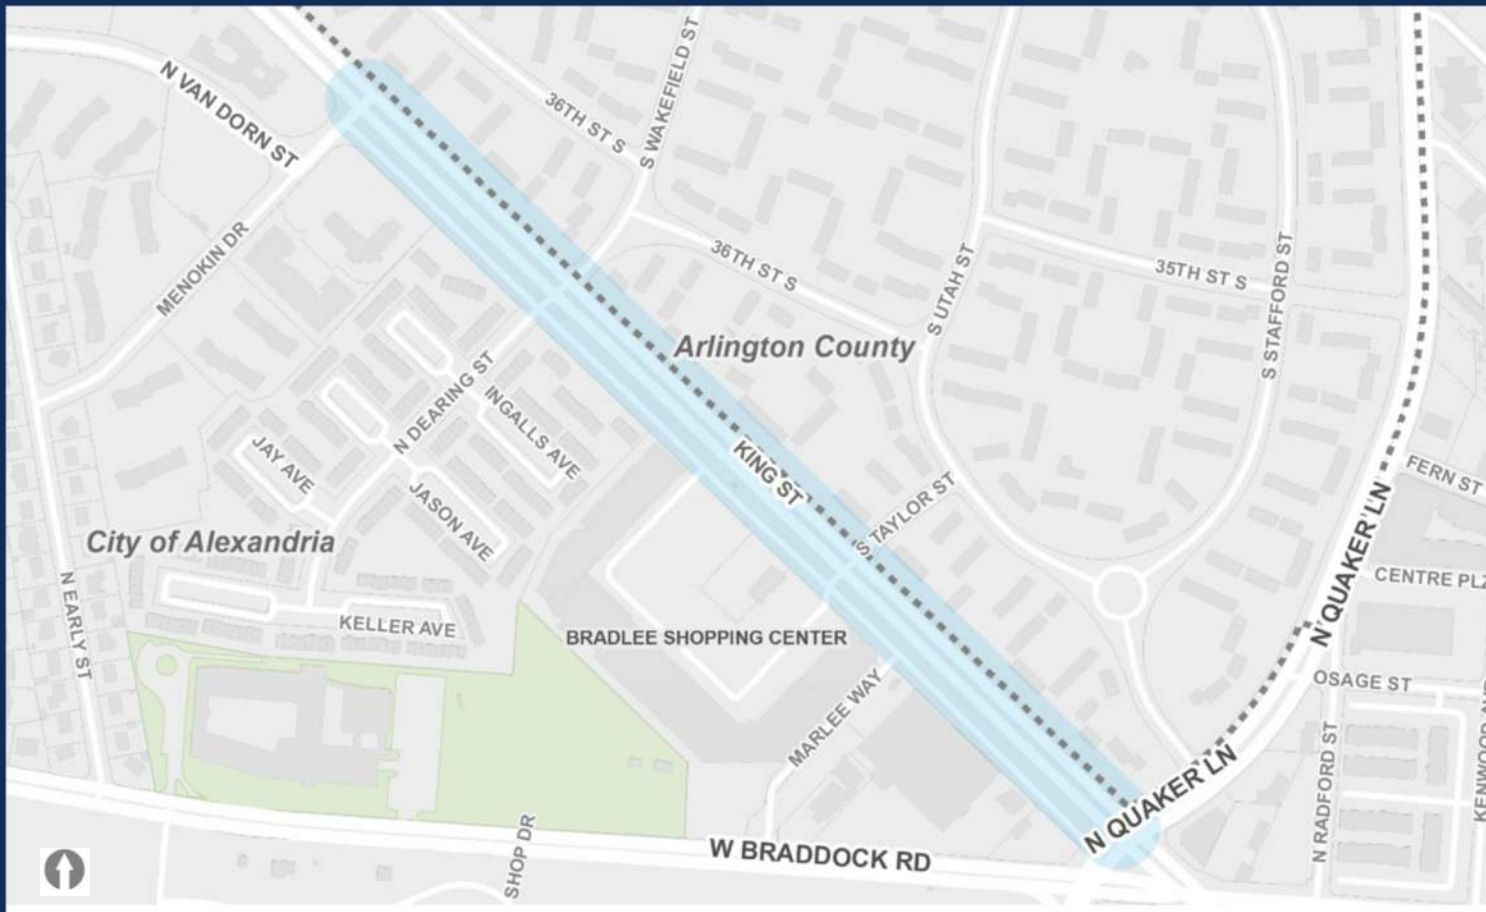 N VAN DORN ST
36TH ST S
S WAKEFIELD ST
MENOKIN DR
36TH ST S
S UTAH ST
35TH ST S
S STAFFORD ST
Arlington County
N DEARING ST
INGALLS AVE
JAY AVE
JASON AVE
KING ST
S TAYLOR ST
FERN ST
N QUAKER LN
City of Alexandria
CENTRE PLZ
N EARLY ST
KELLER AVE
BRADLEE SHOPPING CENTER
OSAGE ST
MARLEE WAY
N QUAKER LN
N RADFORD ST
W BRADDOCK RD
SHOP DR